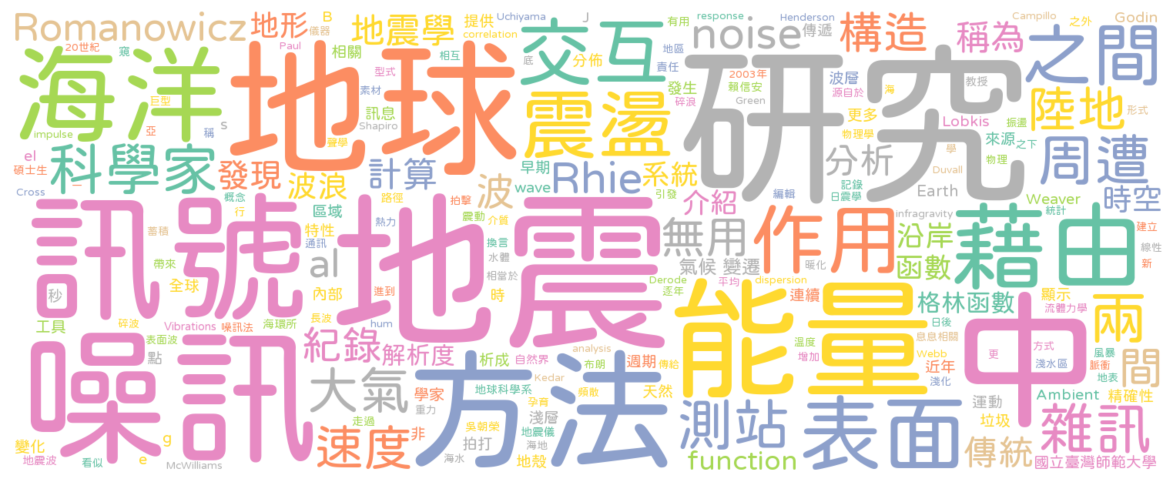 Romanowicz
地形
20世紀
儀器
B
窺
Paul
地震學
提供
Uchiyama
J
correlation
交互
底
分佈
相互
地區
有用
責任
response
noise
Henderson
傳遞
構造
Campillo
之外
稱為
Godin
之間
海洋
巨型
impulse
亞
稱
s
地球
相關
型式
素材
訊息
Shapiro
聲學
震盪
發生
2003年
賴信安
碎浪
Green
波層
源自於
更多
物理學
研究
海
教授
Lobkis
振盪
來源
之下
形式
陸地
周遭
el
碩士生
Cross
科學家
發現
概念
行
波浪
計算
路徑
拍擊
波
早期
wave
Rhie
系統
引發
介紹
編輯
分析
記錄
日震學
Earth
學
物理
Duvall
Weaver
統計
時空
訊號
蓄積
通訊
帶來
全球
秒
區域
特性
熱力
al
內部
進到
相當於
地震
震動
介質
換言
水體
時
無用
氣候
變遷
暖化
Derode
逐年
平均
dispersion
連續
作用
infragravity
沿岸
函數
格林函數
顯示
藉由
建立
線性
新
流體力學
工具
碎波
表面波
點
Vibrations
噪訊法
海環所
長波
hum
噪訊
變化
地震波
看似
g
e
McWilliams
紀錄
解析度
大氣
走過
速度
析成
自然界
學家
重力
非
地球科學系
孕育
吳朝榮
拍打
地震儀
海水
淺層
海地
地殼
方法
analysis
Kedar
布朗
頻散
傳給
週期
天然
能量
溫度
增加
日後
息息相關
Webb
近年
淺化
測站
function
表面
中
更
方式
淺水區
運動
垃圾
傳統
兩
間
風暴
脈衝
地表
Ambient
精確性
雜訊
國立臺灣師範大學